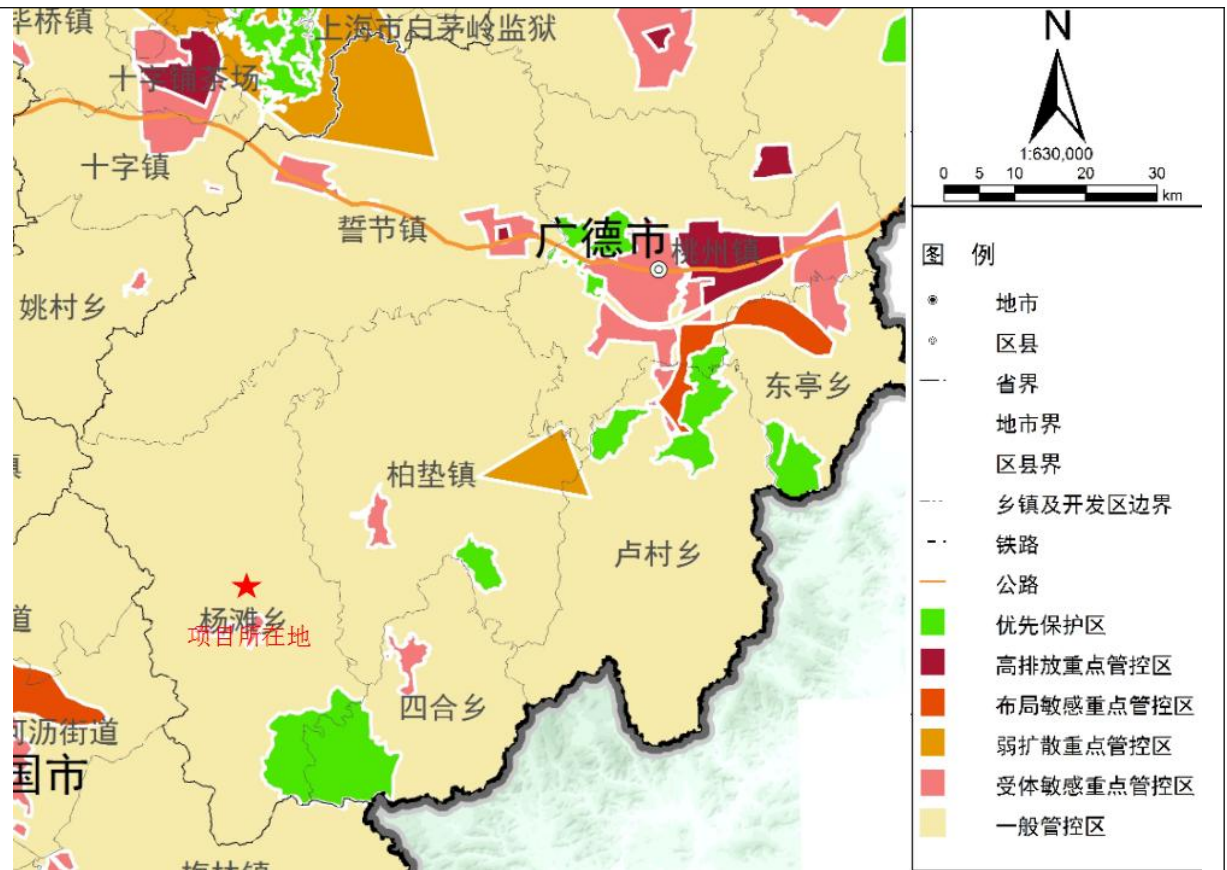 毕桥镇
上海市白茅岭监狱
十字铺茶场
十字镇
誓节镇
广德市
桃州镇
姚村乡
东亭乡
柏垫镇
卢村乡
杨滩乡
项目所在地
道
四合乡
河沥街道
国市
梅林镇
N
1:630,000
0 5 10 20 30
km
图 例
地市
区县
省界
地市界
区县界
乡镇及开发区边界
铁路
公路
优先保护区
高排放重点管控区
布局敏感重点管控区
弱扩散重点管控区
受体敏感重点管控区
一般管控区